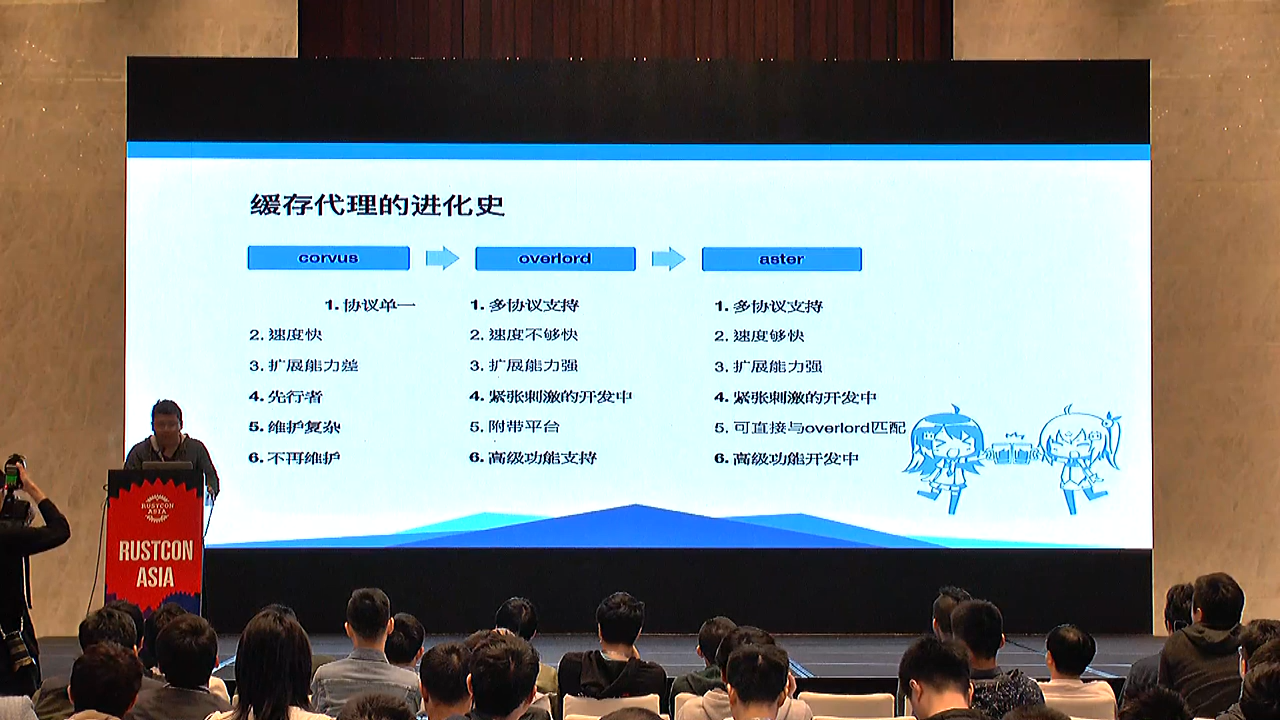 缓存代理的进化史
corvus
overlord
aster
1. 协议单一
2. 速度快
3. 扩展能力差
4. 先行者
5. 维护复杂
6. 不再维护
1. 多协议支持
2. 速度不够快
3. 扩展能力强
4. 紧张刺激的开发中
5. 附带平台
6. 高级功能支持
1. 多协议支持
2. 速度够快
3. 扩展能力强
4. 紧张刺激的开发中
5. 可直接与overlord匹配
6. 高级功能开发中
RUSTCON
ASIA
RUSTCON
ASIA